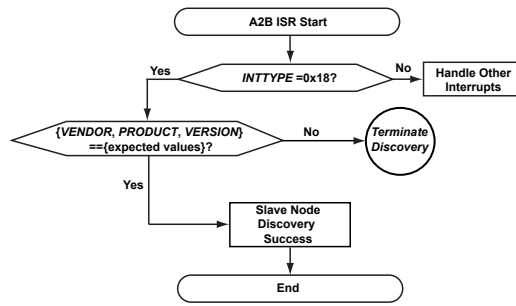 A2B ISR Start
Yes
INTTYPE =0x18?
No
Handle Other
Interrupts
{VENDOR, PRODUCT, VERSION}
=={expected values}?
No
Terminate
Discovery
Yes
Slave Node
Discovery
Success
End